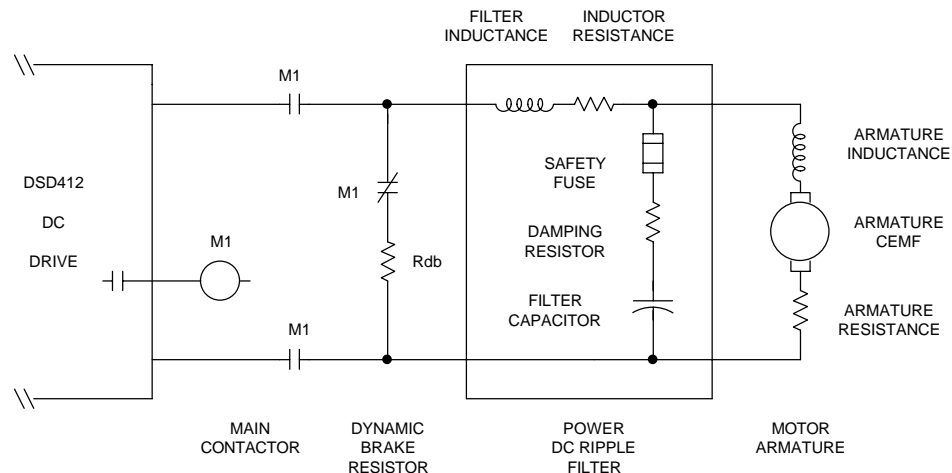 FILTER
INDUCTANCE
INDUCTOR
RESISTANCE
M1
DSD412
DC
DRIVE
M1
M1
Rdb
M1
SAFETY
FUSE
DAMPING
RESISTOR
FILTER
CAPACITOR
ARMATURE
INDUCTANCE
ARMATURE
CEMF
ARMATURE
RESISTANCE
MAIN
CONTACTOR
DYNAMIC
BRAKE
RESISTOR
POWER
DC RIPPLE
FILTER
MOTOR
ARMATURE